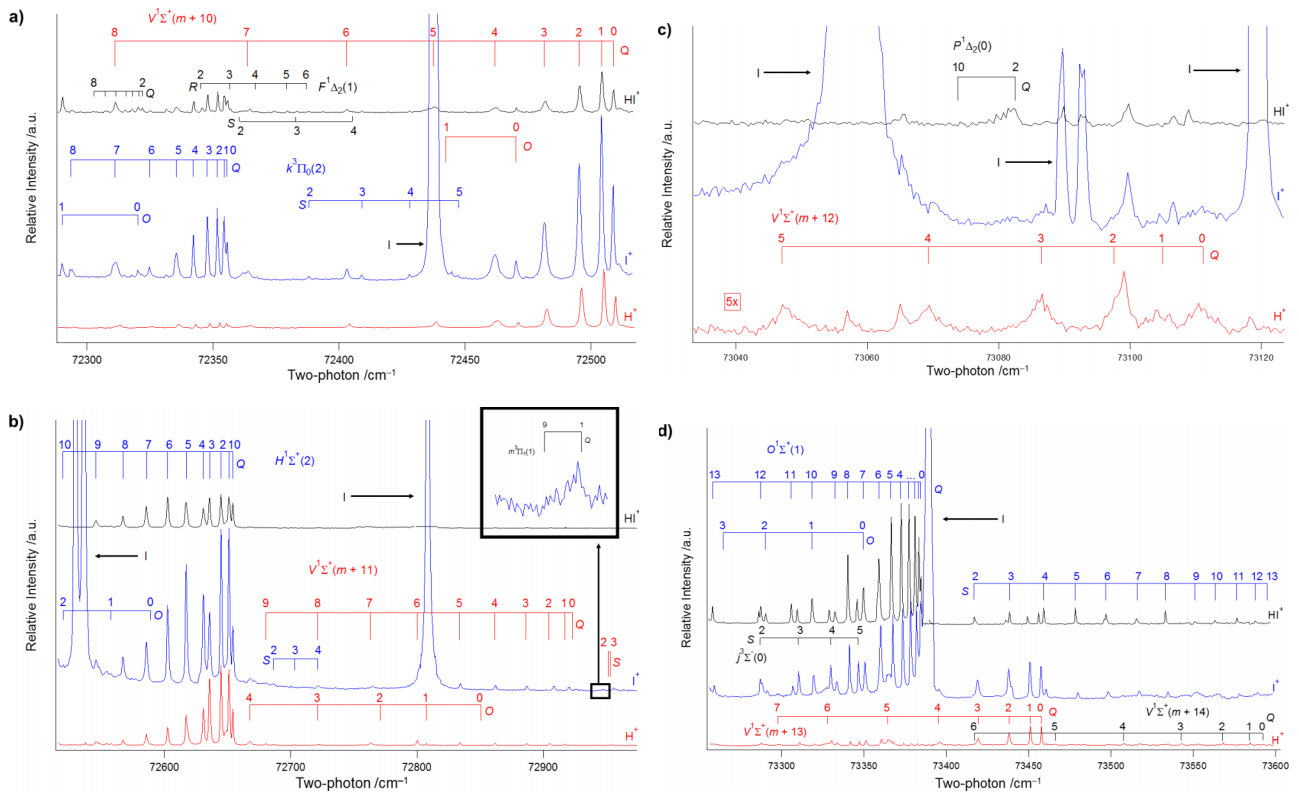 a)
V¹Σ⁺(m + 10)
8 7 6 5 4 3 2 1 0
Q
8 2 Q
R 2 3 4 5 6 F¹Δ₂(1)
HI⁺
S 2 3 4
1 0 O
8 7 6 5 4 3 2 1 0 Q
k³Π₀(2)
S 2 3 4 5
1 0 O
I
I⁺
H⁺
Relative Intensity /a.u.
72300 72350 72400 72450 72500
Two-photon /cm⁻¹
c)
I
P¹Δ₂(0)
10 2
Q
I
HI⁺
I
I⁺
V¹Σ⁺(m + 12)
5 4 3 2 1 0
Q
5x
H⁺
Relative Intensity /a.u.
73040 73060 73080 73100 73120
Two-photon /cm⁻¹
b)
10 9 8 7 6 5 4 3 2 1 0
Q
H¹Σ⁺(2)
9 1
Q
m³Π₁(1)
I
HI⁺
I
V¹Σ⁺(m + 11)
9 8 7 6 5 4 3 2 1 0
Q
2 1 0 O
S 2 3 4
2 3
S
I⁺
4 3 2 1 0
O
H⁺
Relative Intensity /a.u.
72600 72700 72800 72900
Two-photon /cm⁻¹
d)
O¹Σ⁺(1)
13 12 11 10 9 8 7 6 5 4 ... 0
Q
I
3 2 1 0
O
2 3 4 5 6 7 8 9 10 11 12 13
S
HI⁺
S 2 3 4 5
j³Σ⁻(0)
I⁺
7 6 5 4 3 2 1 0 Q
V¹Σ⁺(m + 14)
6 5 4 3 2 1 0 Q
V¹Σ⁺(m + 13)
H⁺
Relative Intensity /a.u.
73300 73400 73500 73600
Two-photon /cm⁻¹